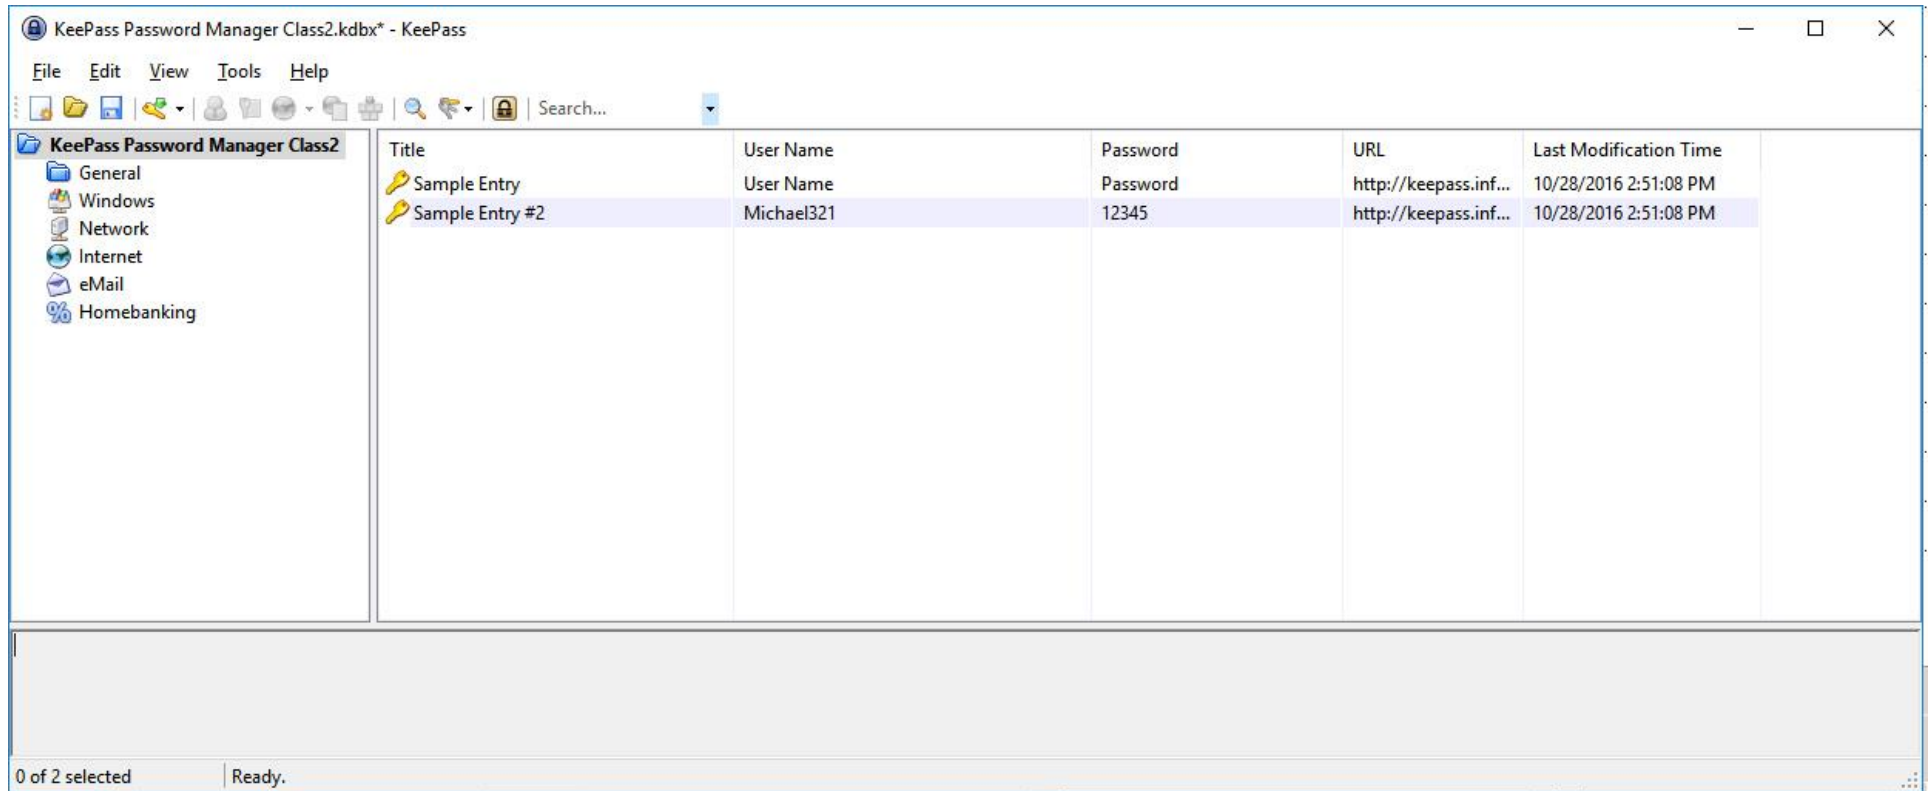 KeePass Password Manager Class2.kdbx* - KeePass
File Edit View Tools Help
Search...
KeePass Password Manager Class2
General
Windows
Network
Internet
eMail
Homebanking
Title User Name Password URL Last Modification Time
Sample Entry User Name Password http://keepass.inf... 10/28/2016 2:51:08 PM
Sample Entry #2 Michael321 12345 http://keepass.inf... 10/28/2016 2:51:08 PM
0 of 2 selected Ready.